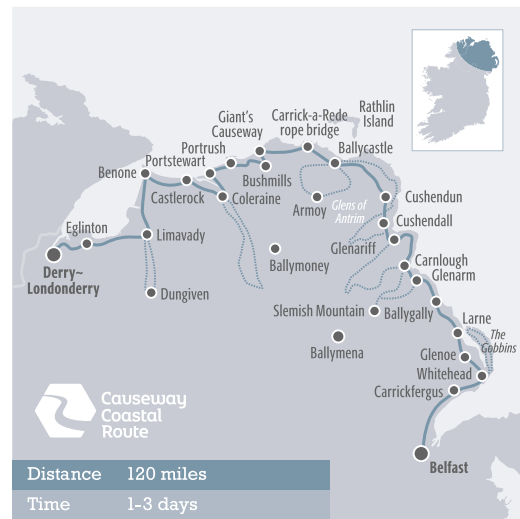 Rathlin
Island
Giant's
Causeway
Carrick-a-Rede
rope bridge
Portrush
Ballycastle
Portstewart
Benone
Bushmills
Castlerock
Coleraine
Armoy
Glens of
Antrim
Cushendun
Cushendall
Eglinton
Limavady
Glenariff
Derry~
Londonderry
Ballymoney
Carnlough
Glenarm
Dungiven
Slemish Mountain
Ballygally
Larne
The
Gobbins
Ballymena
Glenoe
Whitehead
Carrickfergus
Causeway
Coastal
Route
Belfast
Distance 120 miles
Time 1-3 days